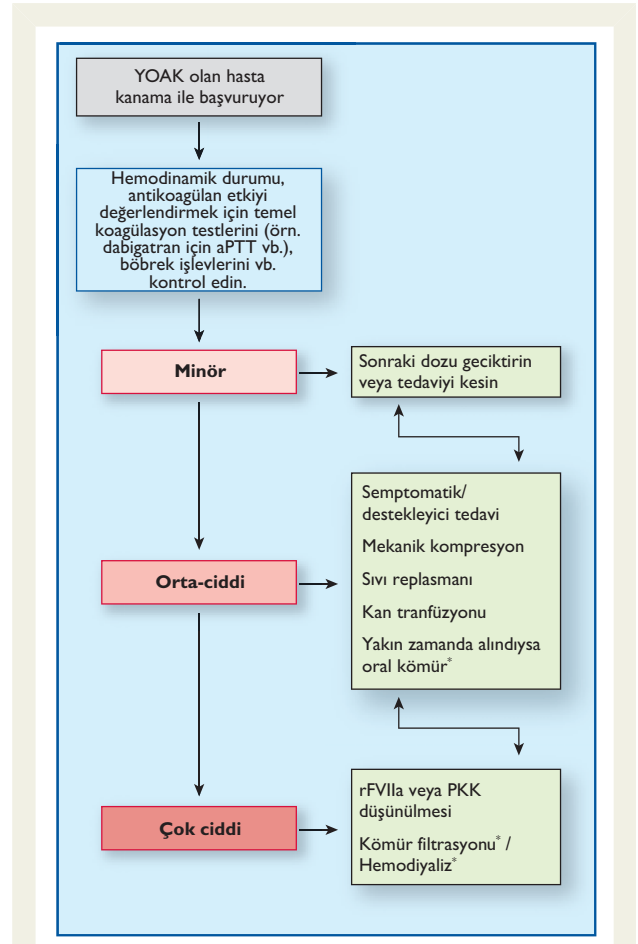 YOAK olan hasta
kanama ile başvuruyor
Hemodinamik durumu,
antikoagülan etkiyi
değerlendirmek için temel
koagülasyon testlerini (örn.
dabigatran için aPTT vb.),
böbrek işlevlerini vb.
kontrol edin.
Minör
Sonraki dozu geciktirin
veya tedaviyi kesin
Orta-ciddi
Semptomatik/
destekleyici tedavi
Mekanik kompresyon
Sıvı replasmanı
Kan tranfüzyonu
Yakın zamanda alındıysa
oral kömür*
Çok ciddi
rFVIIa veya PKK
düşünülmesi
Kömür filtrasyonu* /
Hemodiyaliz*